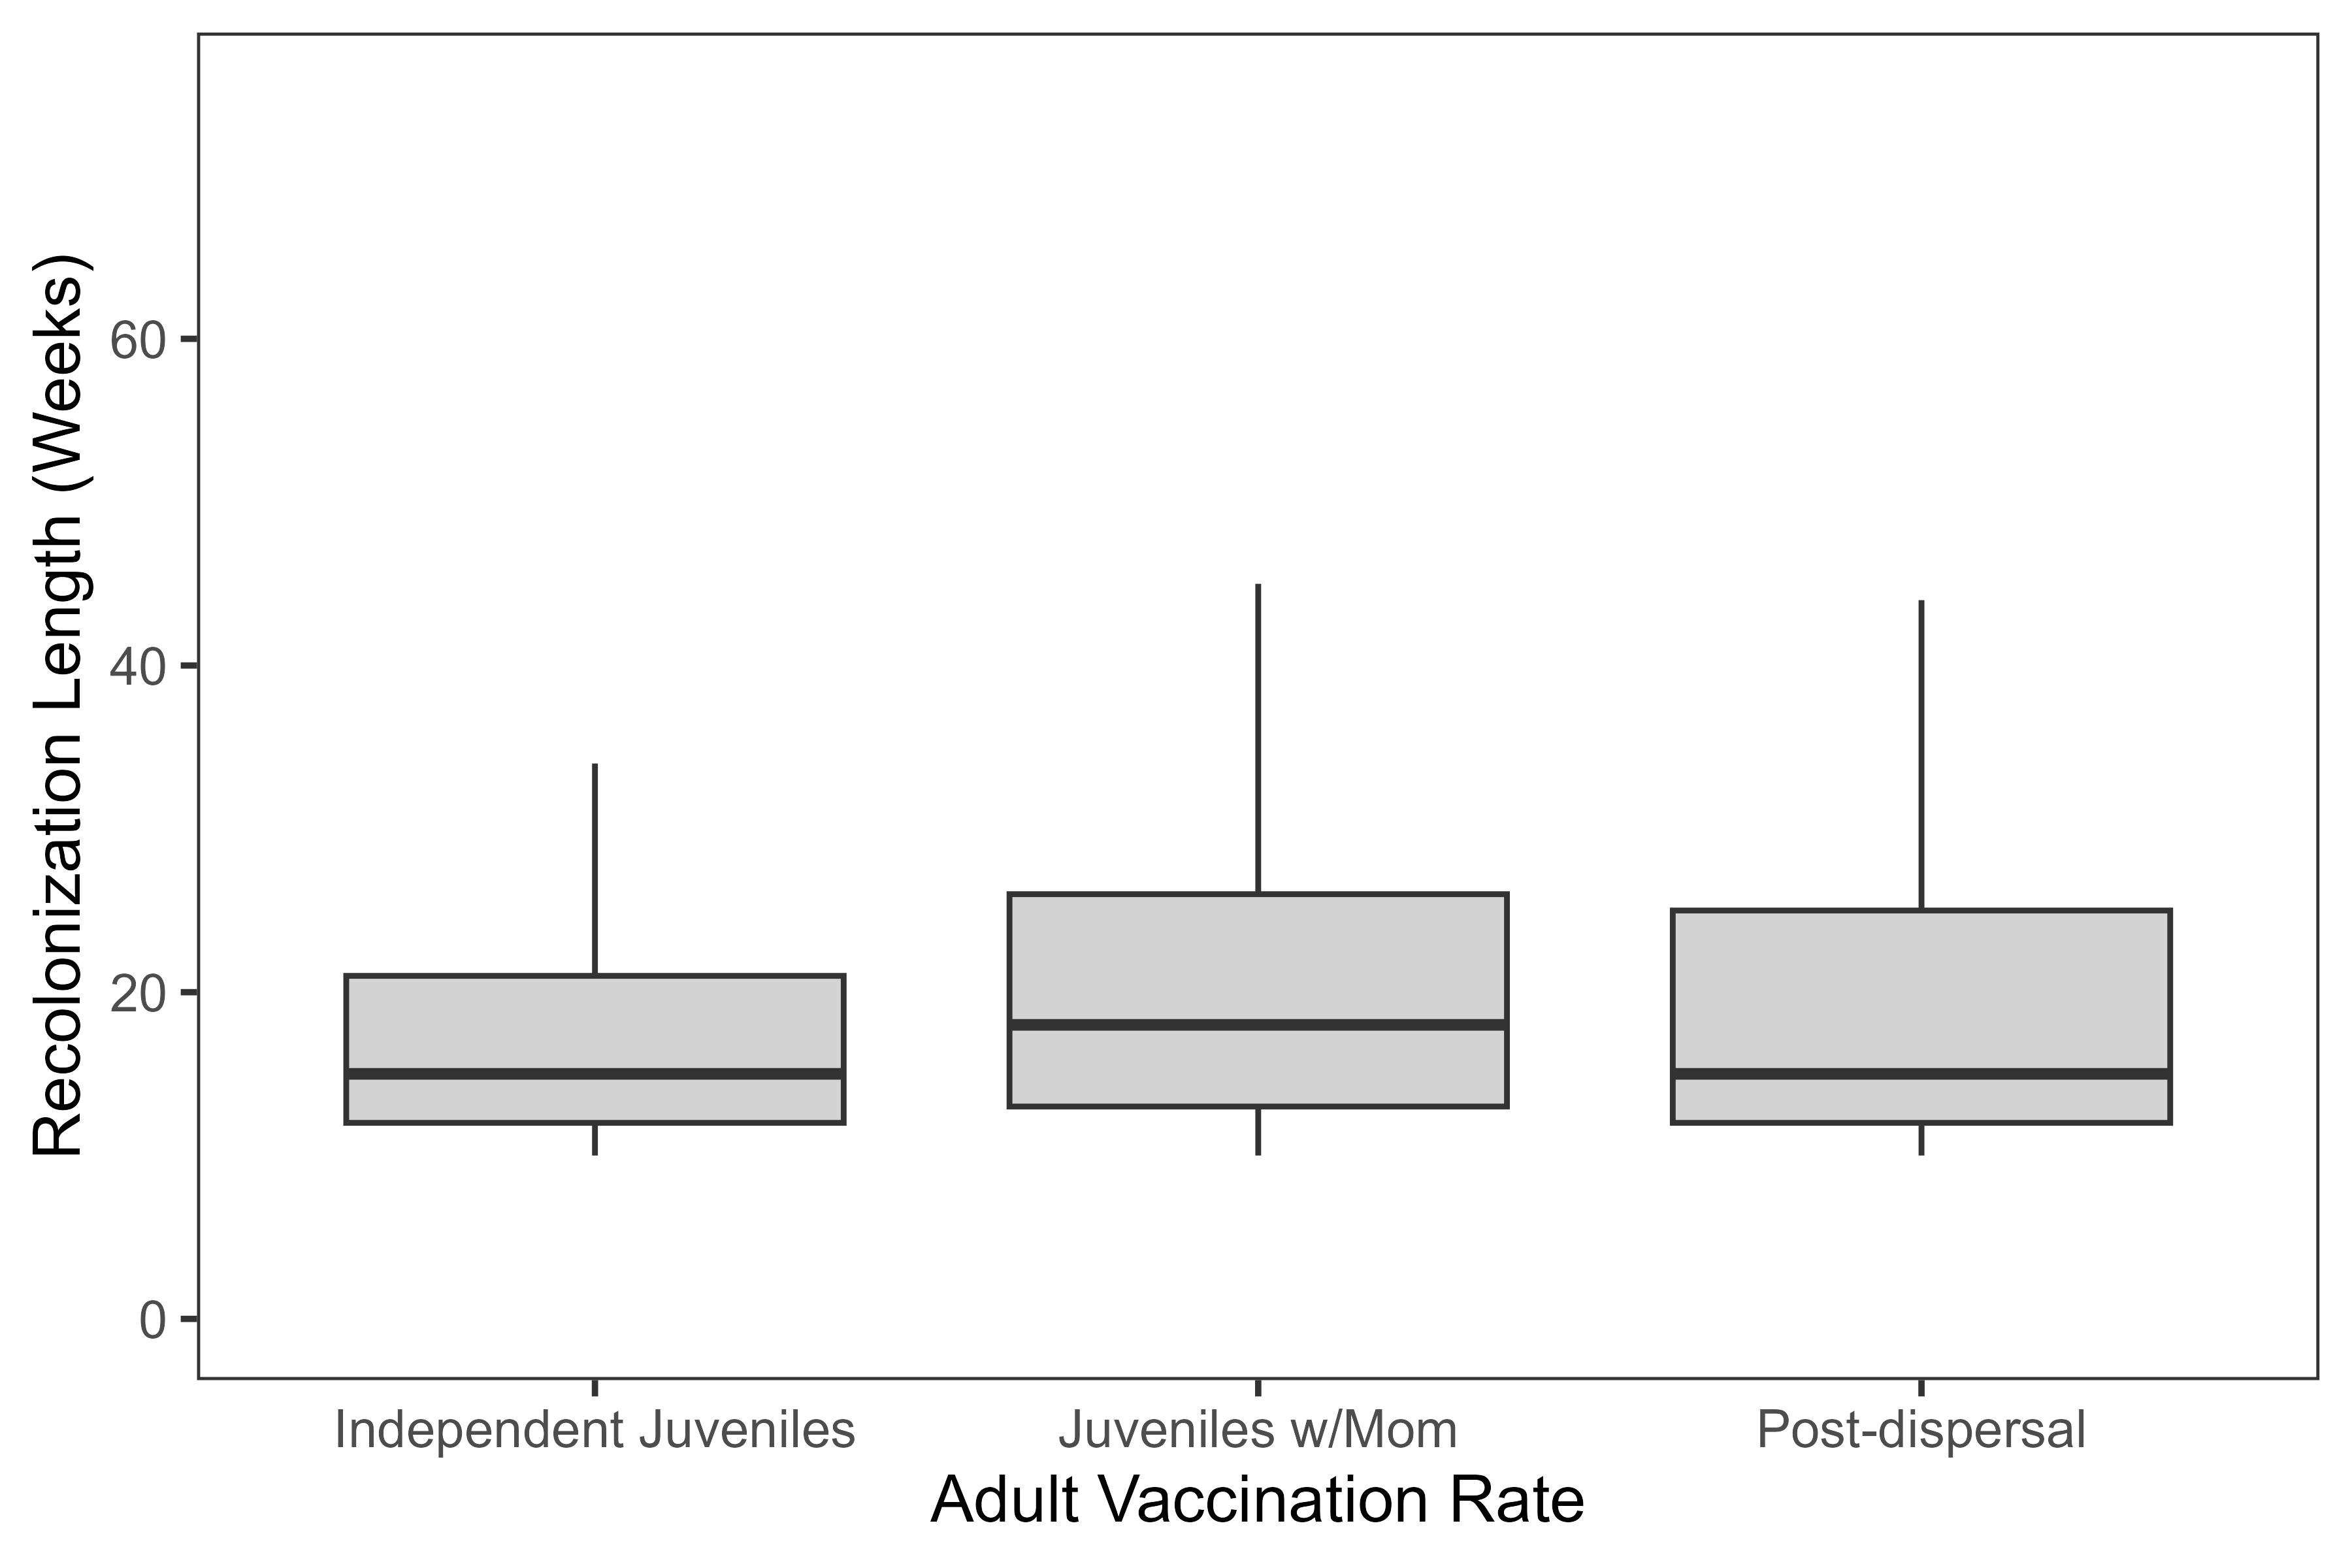 Recolonization Length (Weeks)
60
40
20
0
Independent Juveniles
Juveniles w/Mom
Post-dispersal
Adult Vaccination Rate